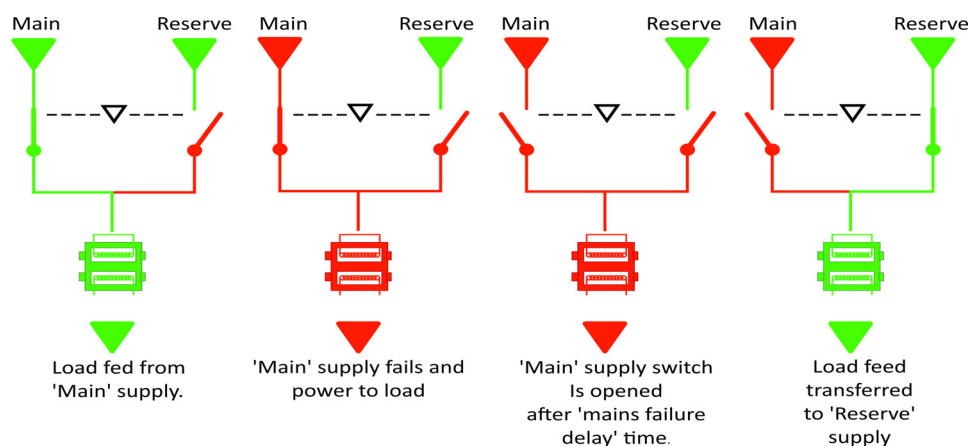 Main Reserve Main Reserve Main Reserve Main Reserve
Load fed from
'Main' supply.
'Main' supply fails and
power to load
'Main' supply switch
Is opened
after 'mains failure
delay' time.
Load feed
transferred
to 'Reserve'
supply